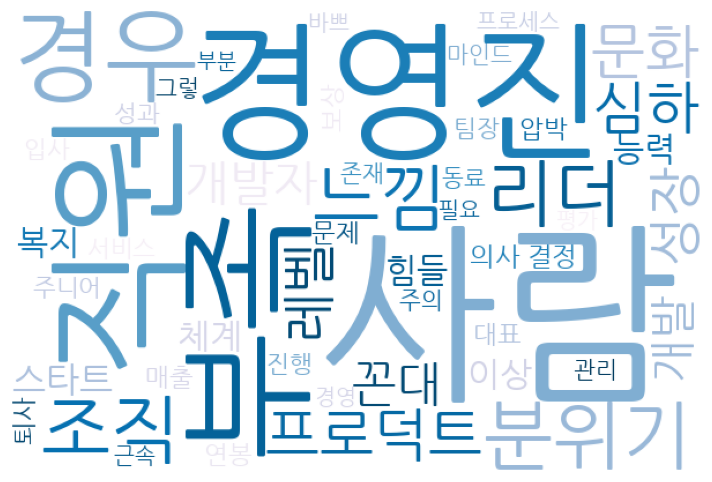 경우
경영진
바쁘
프로세스
문화
부분
마인드
그렇
성과
보상
심하
팀장
압박
능력
입사
직원
개발자
느낌
존재
동료
리더
필요
성장
복지
서비스
부족
레벨
문제
평가
힘들
의사 결정
주니어
주의
사람
개발
체계
대표
진행
스타트
매출
꼰대
이상
관리
퇴사
조직
경영
프로덕트
분위기
근속
연봉